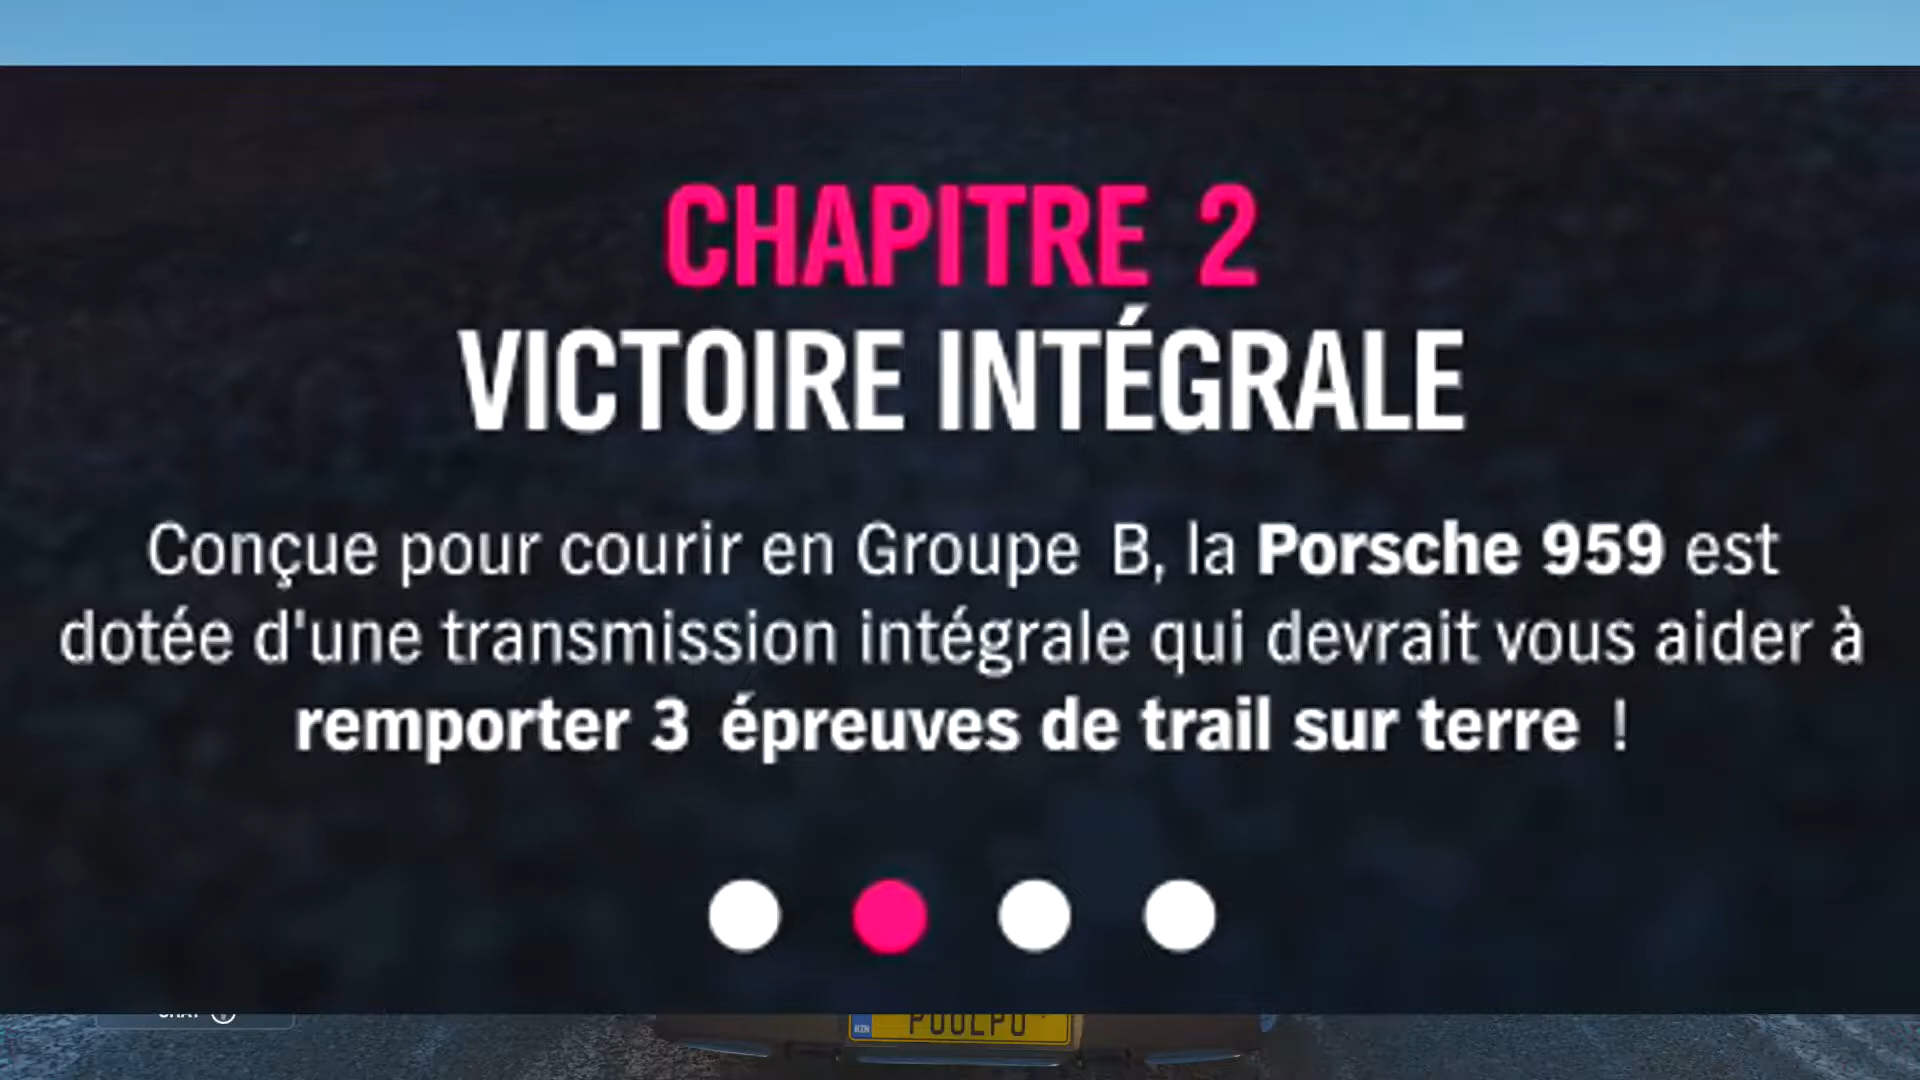 CHAPITRE 2
VICTOIRE INTÉGRALE
Conçue pour courir en Groupe B, la Porsche 959 est
dotée d'une transmission intégrale qui devrait vous aider à
remporter 3 épreuves de trail sur terre !
NZN